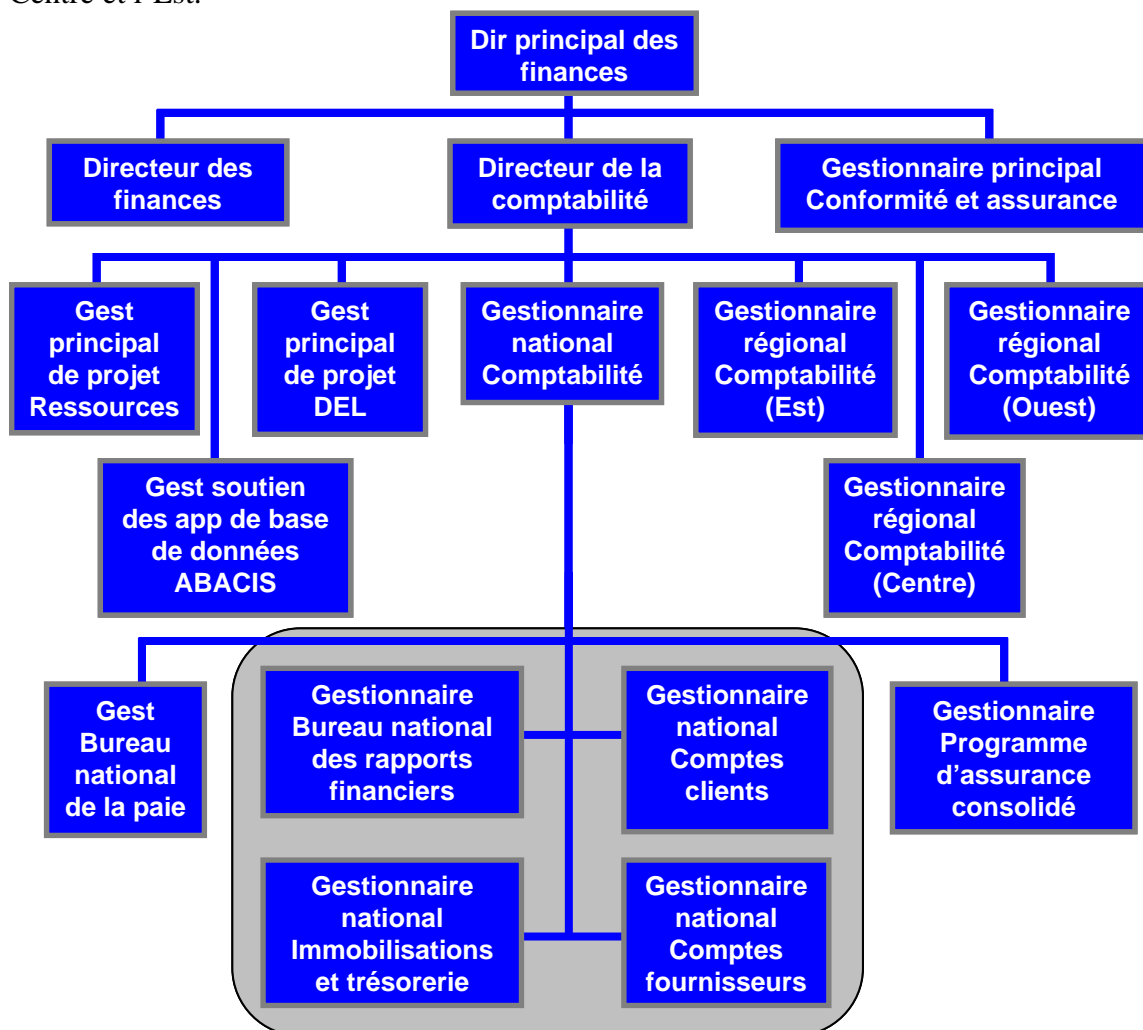 Centre et l'Est.
Dir principal des
finances
Directeur des
finances
Directeur de la
comptabilité
Gestionnaire principal
Conformité et assurance
Gest
principal
de projet
Ressources
Gest
principal
de projet
DEL
Gestionnaire
national
Comptabilité
Gestionnaire
régional
Comptabilité
(Est)
Gestionnaire
régional
Comptabilité
(Ouest)
Gest soutien
des app de base
de données
ABACIS
Gestionnaire
régional
Comptabilité
(Centre)
Gest
Bureau
national
de la paie
Gestionnaire
Bureau national
des rapports
financiers
Gestionnaire
national
Comptes
clients
Gestionnaire
Programme
d'assurance
consolidé
Gestionnaire
national
Immobilisations
et trésorerie
Gestionnaire
national
Comptes
fournisseurs